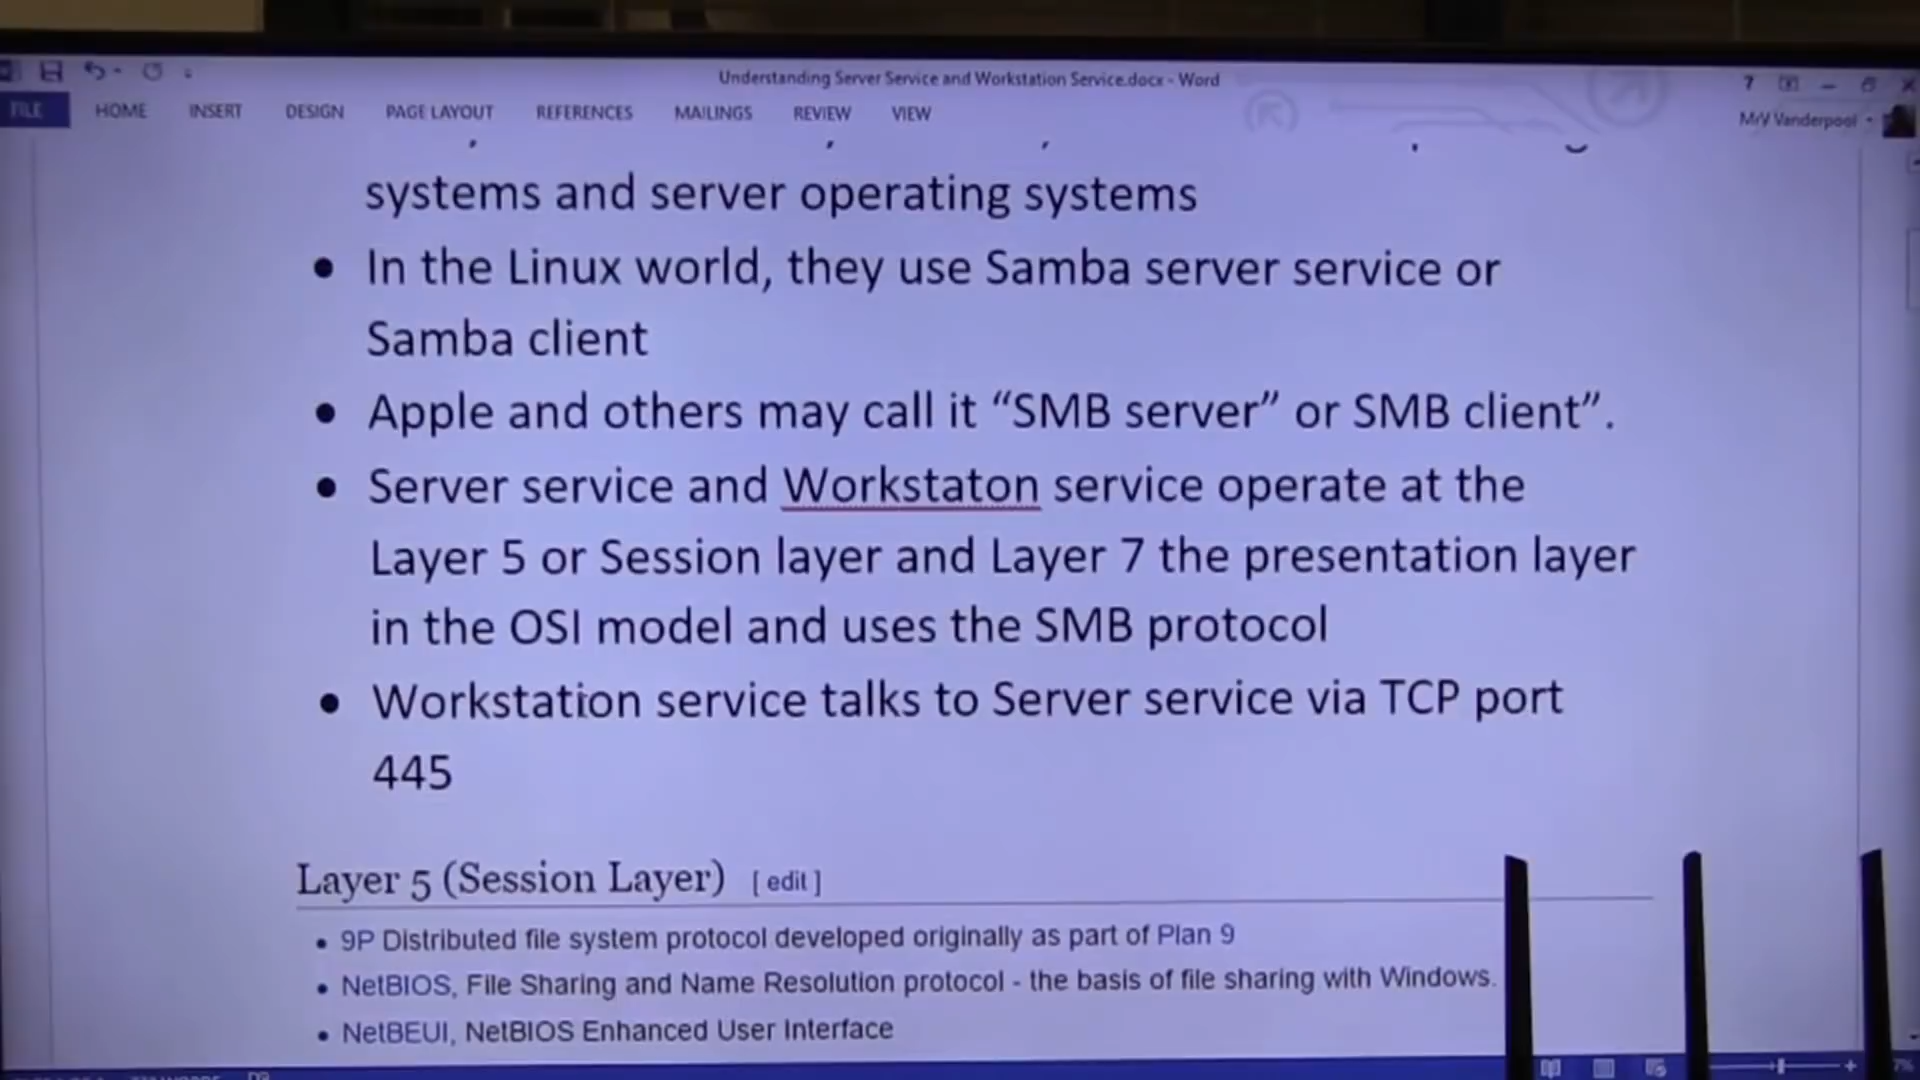 Understanding Server Service and Workstation Service.docx - Word
FILE HOME INSERT DESIGN PAGE LAYOUT REFERENCES MAILINGS REVIEW VIEW
MrV Vanderpool
systems and server operating systems
● In the Linux world, they use Samba server service or
Samba client
● Apple and others may call it “SMB server” or SMB client”.
● Server service and Workstaton service operate at the
Layer 5 or Session layer and Layer 7 the presentation layer
in the OSI model and uses the SMB protocol
● Workstation service talks to Server service via TCP port
445
Layer 5 (Session Layer) [ edit ]
• 9P Distributed file system protocol developed originally as part of Plan 9
• NetBIOS, File Sharing and Name Resolution protocol - the basis of file sharing with Windows.
• NetBEUI, NetBIOS Enhanced User Interface